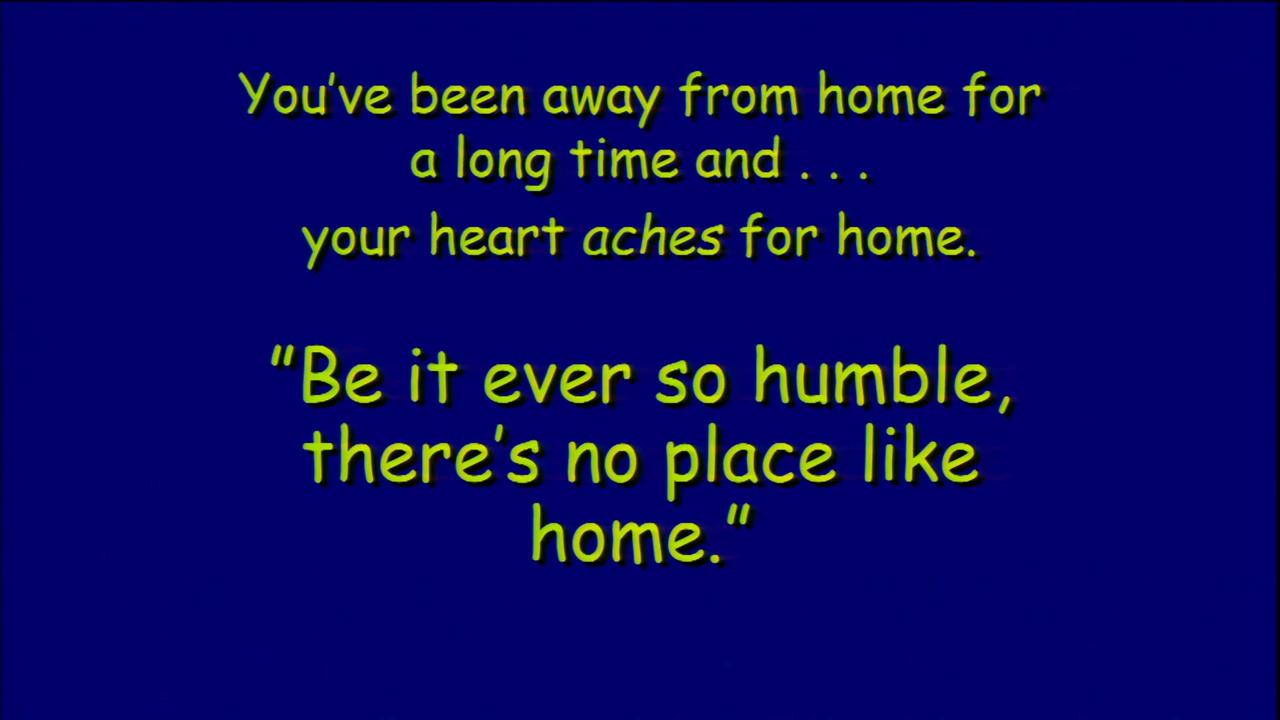 You've been away from home for
a long time and . . .
your heart aches for home.
"Be it ever so humble,
there's no place like
home."